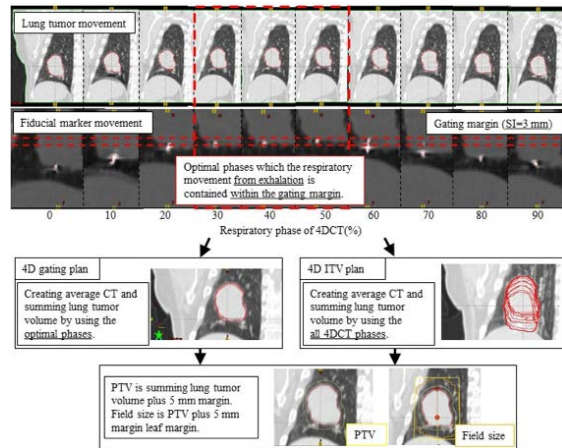 Lung tumor movement
Fiducial marker movement
Gating margin (SI=3 mm)
Optimal phases which the respiratory
movement from exhalation is
contained within the gating margin.
0 10 20 30 40 50 60 70 80 90
Respiratory phase of 4DCT(%)
4D gating plan
Creating average CT and
summing lung tumor
volume by using the
optimal phases.
4D ITV plan
Creating average CT and
summing lung tumor
volume by using the
all 4DCT phases.
PTV is summing lung tumor
volume plus 5 mm margin.
Field size is PTV plus 5 mm
margin leaf margin.
PTV
Field size